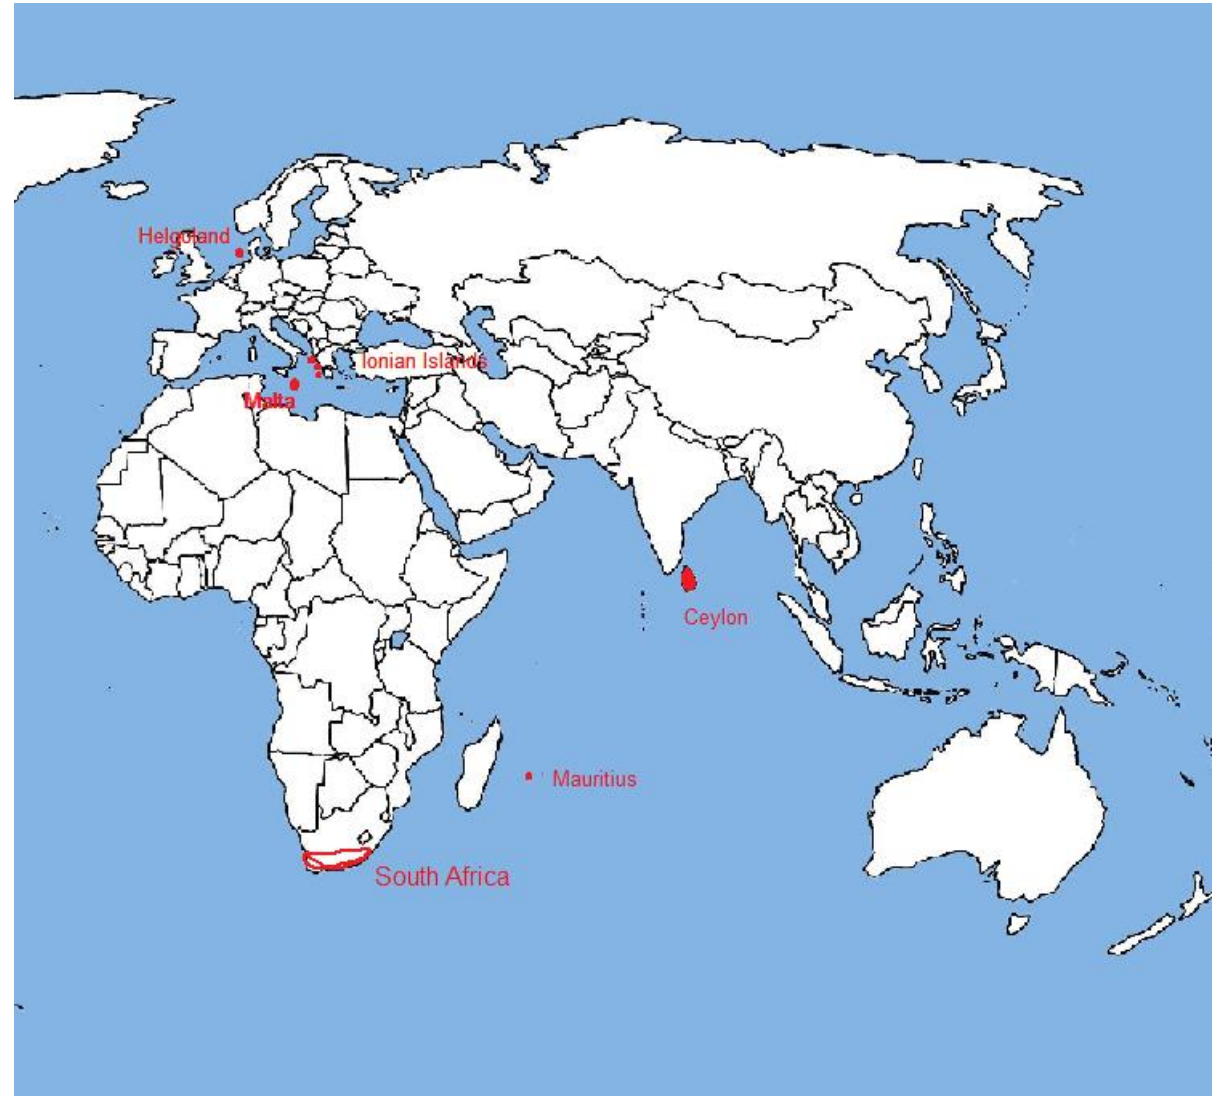 Helgoland
Ionian Islands
Malta
Ceylon
Mauritius
South Africa